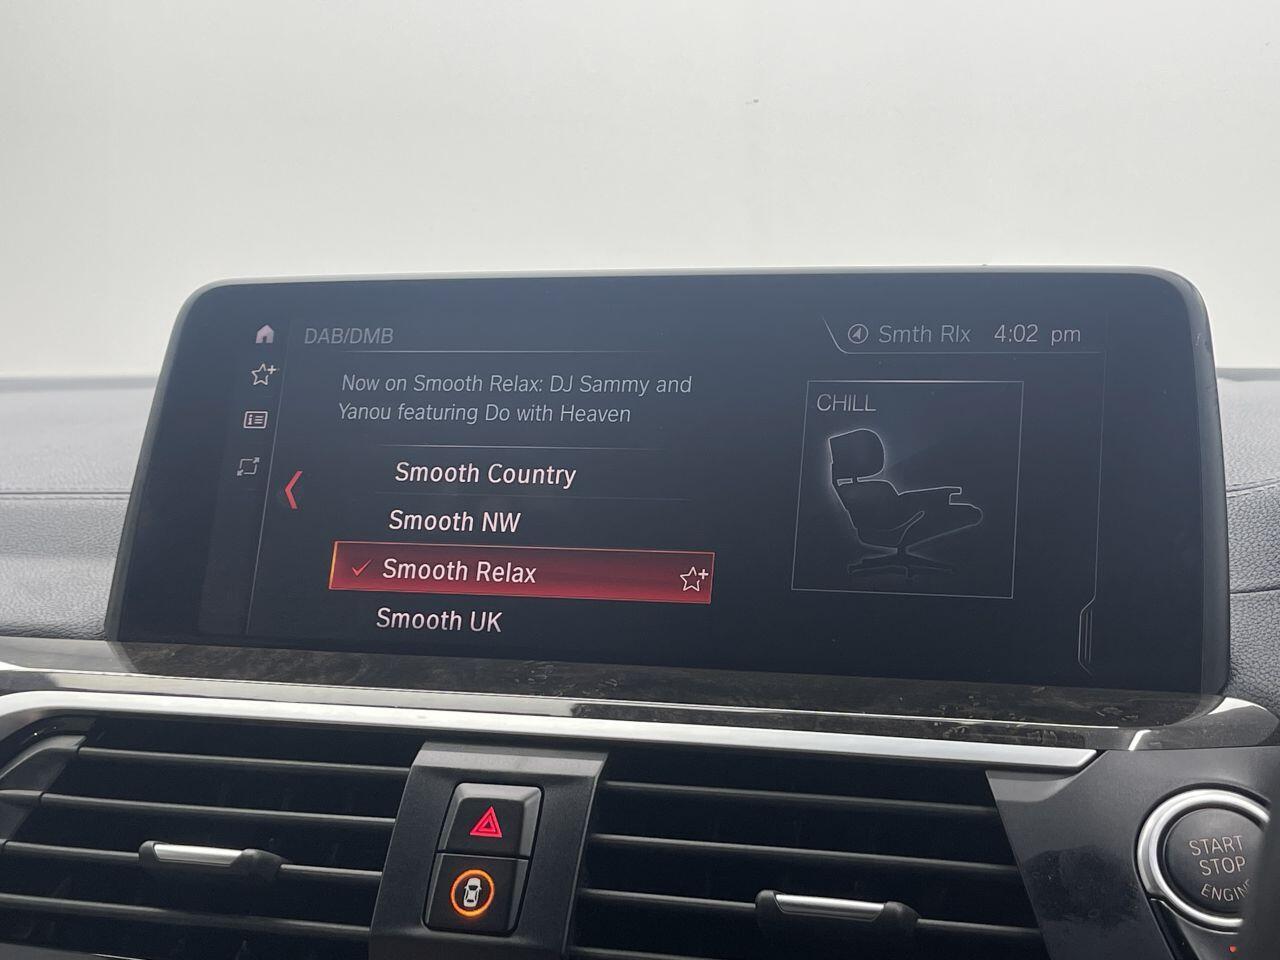 DAB/DMB
Smth Rlx 4:02 pm
Now on Smooth Relax: DJ Sammy and
Yanou featuring Do with Heaven
CHILL
Smooth Country
Smooth NW
Smooth Relax
Smooth UK
START
STOP
ENGIN